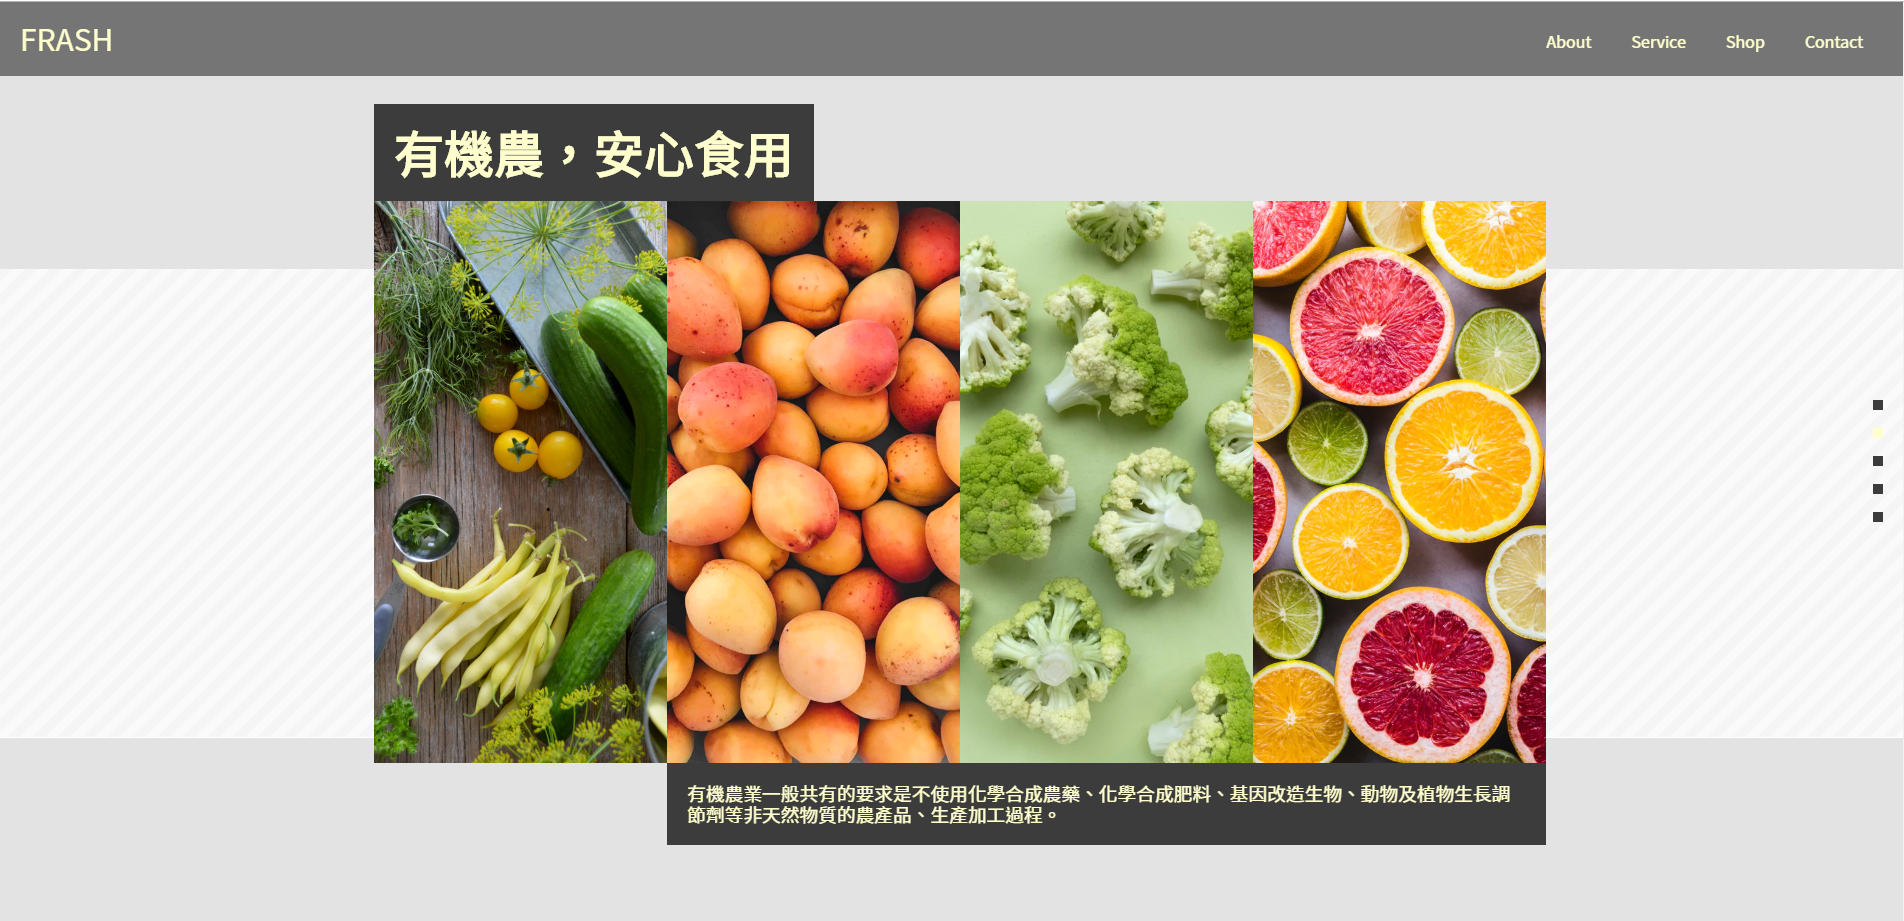 FRASH
About
Service
Shop
Contact
有機農，安心食用
有機農業一般共有的要求是不使用化學合成農藥、化學合成肥料、基因改造生物、動物及植物生長調
節劑等非天然物質的農產品、生產加工過程。